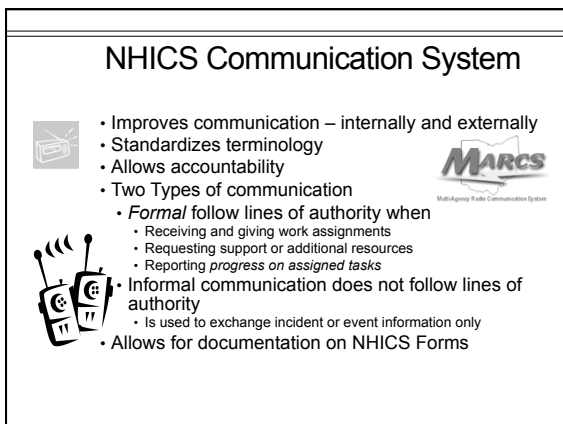 NHICS Communication System
• Improves communication – internally and externally
• Standardizes terminology
• Allows accountability
• Two Types of communication
• Formal follow lines of authority when
• Receiving and giving work assignments
• Requesting support or additional resources
• Reporting progress on assigned tasks
• Informal communication does not follow lines of
authority
• Is used to exchange incident or event information only
• Allows for documentation on NHICS Forms
MARCS
Multi-Agency Radio Communication System